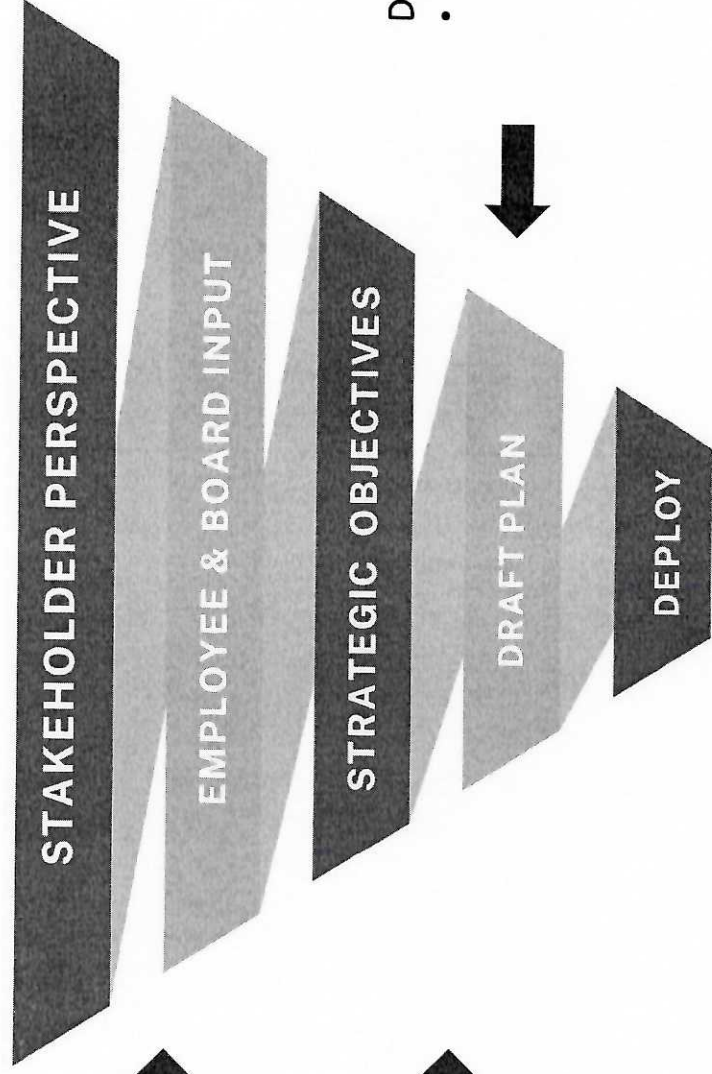 STAKEHOLDER PERSPECTIVE
EMPLOYEE & BOARD INPUT
STRATEGIC OBJECTIVES
DRAFT PLAN
DEPLOY
D
•